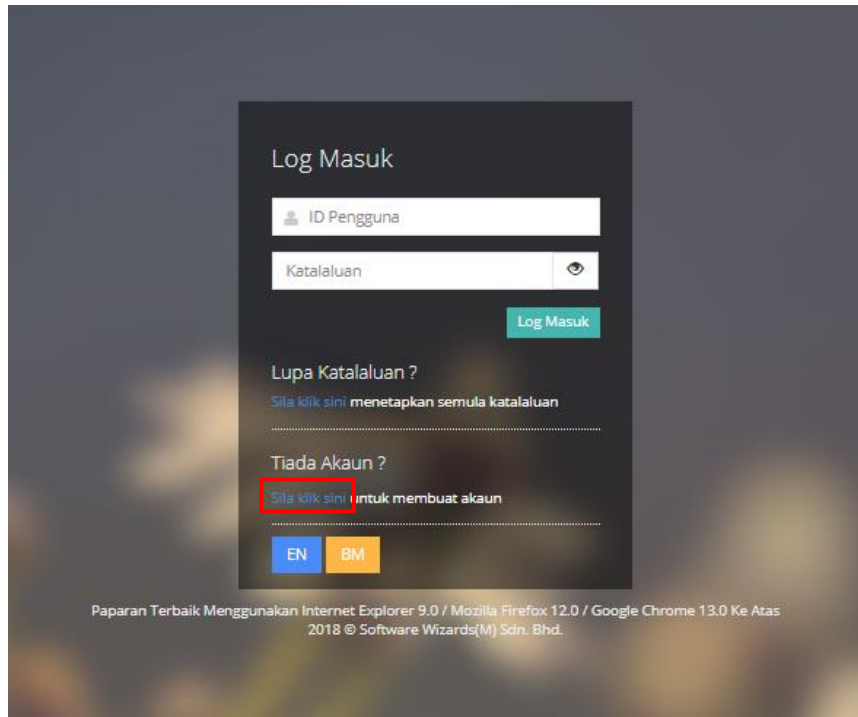 Log Masuk
ID Pengguna
Katalaluan
Log Masuk
Lupa Katalaluan ?
Sila klik sini menetapkan semula katalaluan
Tiada Akaun ?
Sila klik sini untuk membuat akaun
EN BM
Paparan Terbaik Menggunakan Internet Explorer 9.0 / Mozilla Firefox 12.0 / Google Chrome 13.0 Ke Atas
2018 © Software Wizards(M) Sdn. Bhd.